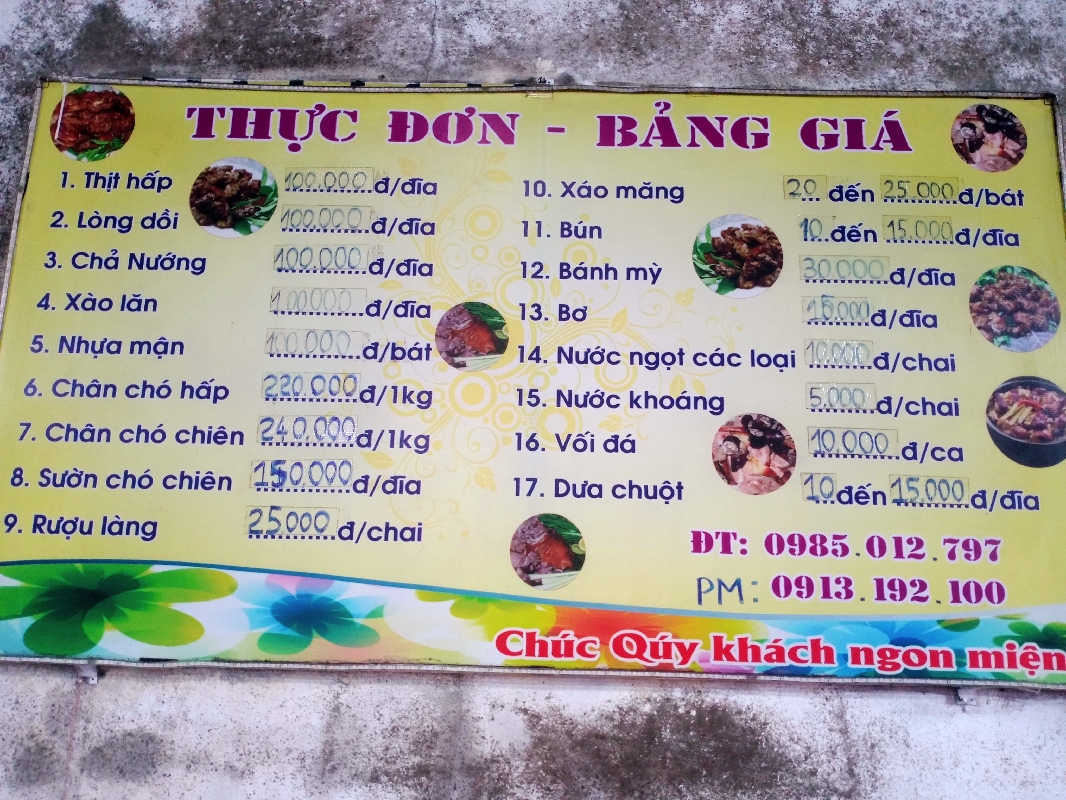 THỰC ĐƠN - BẢNG GIÁ
1. Thịt hấp 100.000 đ/đĩa
2. Lòng dồi 100.000 đ/đĩa
3. Chả Nướng 100.000 đ/đĩa
4. Xào lăn 100000 đ/đĩa
5. Nhựa mận 100.000 đ/bát
6. Chân chó hấp 220.000 đ/1kg
7. Chân chó chiên 240.000 đ/1kg
8. Sườn chó chiên 150.000 đ/đĩa
9. Rượu làng 25.000 đ/chai
10. Xáo măng 20 đến 25.000 đ/bát
11. Bún 10 đến 15.000 đ/đĩa
12. Bánh mỳ 30.000 đ/đĩa
13. Bơ 15.000 đ/đĩa
14. Nước ngọt các loại 10.000 đ/chai
15. Nước khoáng 5.000 đ/chai
16. Vối đá 10.000 đ/ca
17. Dưa chuột 10 đến 15.000 đ/đĩa
ĐT: 0985.012.797
PM: 0913.192.100
Chúc Qúy khách ngon miện